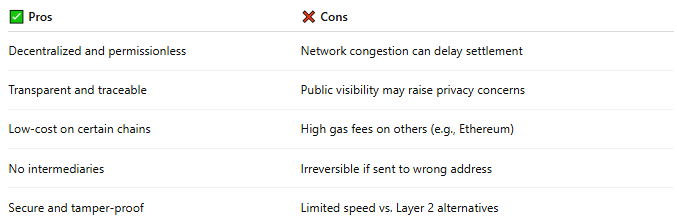 ✅ Pros ❌ Cons
Decentralized and permissionless Network congestion can delay settlement
Transparent and traceable Public visibility may raise privacy concerns
Low-cost on certain chains High gas fees on others (e.g., Ethereum)
No intermediaries Irreversible if sent to wrong address
Secure and tamper-proof Limited speed vs. Layer 2 alternatives